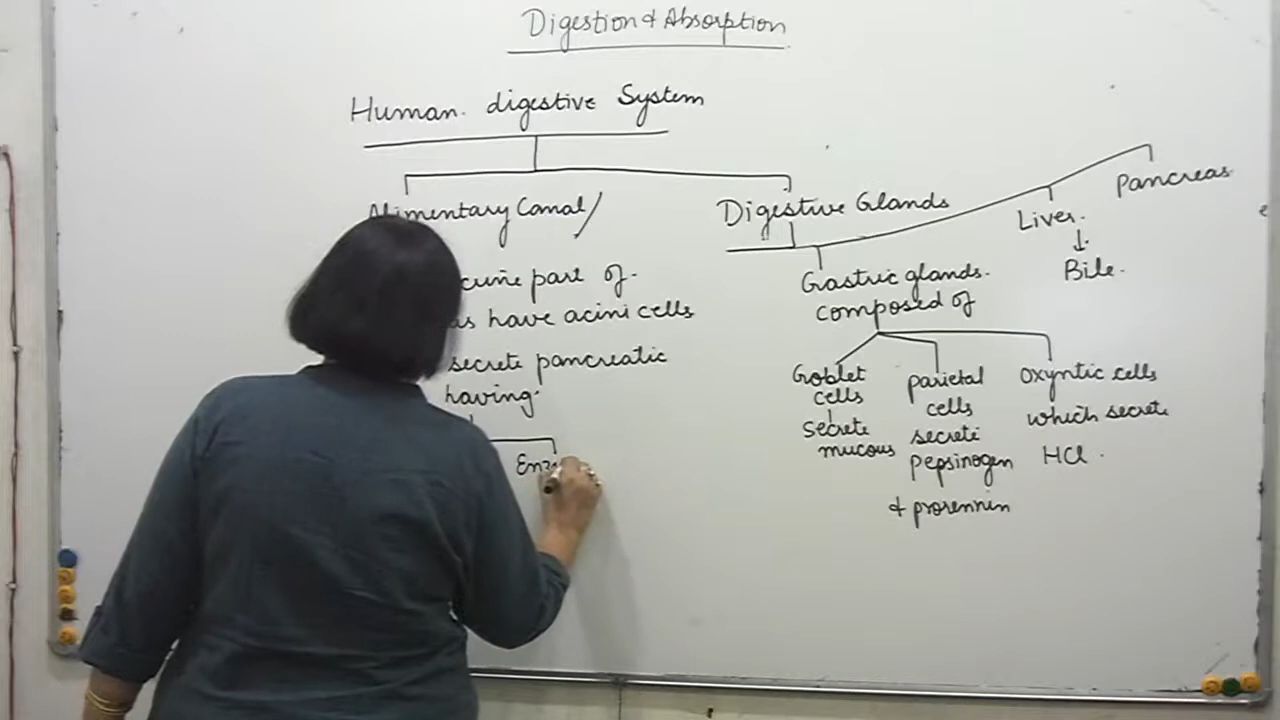 Digestion & Absorption
Human. digestive System
Alimentary Canal/
Digestive Glands
Pancreas
Liver.
↓
Bile.
part of.
have acini cells
secrete pancreatic
having
Gastric glands.
composed of
Goblet
cells
secrete
mucous
parietal
cells
secrete
pepsinogen
& prorennin
oxyntic cells
which secrete
HCl.